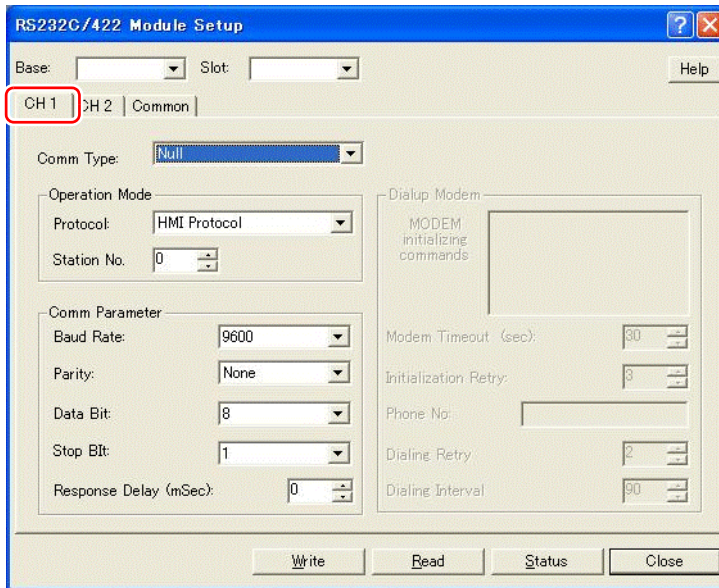 RS232C/422 Module Setup
Base: Slot: Help
CH 1 CH 2 Common
Comm Type: Null
Operation Mode
Protocol: HMI Protocol
Station No. 0
Comm Parameter
Baud Rate: 9600
Parity: None
Data Bit: 8
Stop BIt: 1
Response Delay (mSec): 0
Dialup Modem
MODEM
initializing
commands
Modem Timeout (sec): 30
Initialization Retry: 3
Phone No:
Dialing Retry 2
Dialing Interval 90
Write Read Status Close